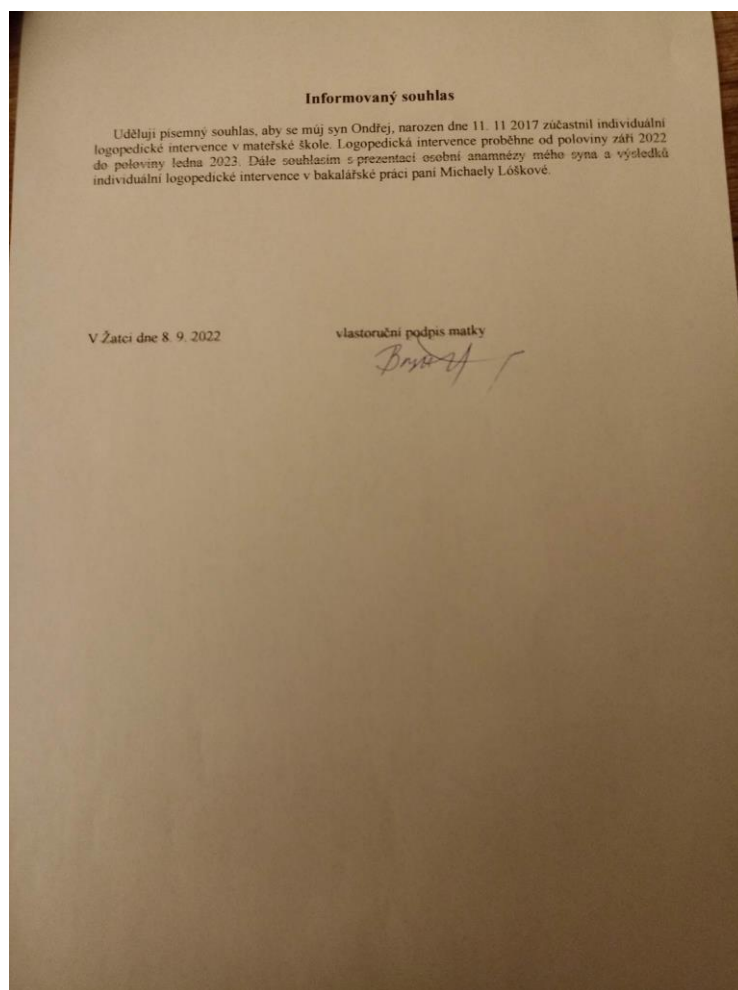 Informovaný souhlas
Uděluji písemný souhlas, aby se můj syn Ondřej, narozen dne 11. 11 2017 zúčastnil individuální
logopedické intervence v mateřské škole. Logopedická intervence proběhne od poloviny září 2022
do poloviny ledna 2023. Dále souhlasím s prezentací osobní anamnézy mého syna a výsledků
individuální logopedické intervence v bakalářské práci paní Michaely Lóškové.
V Žatci dne 8. 9. 2022 vlastoruční podpis matky